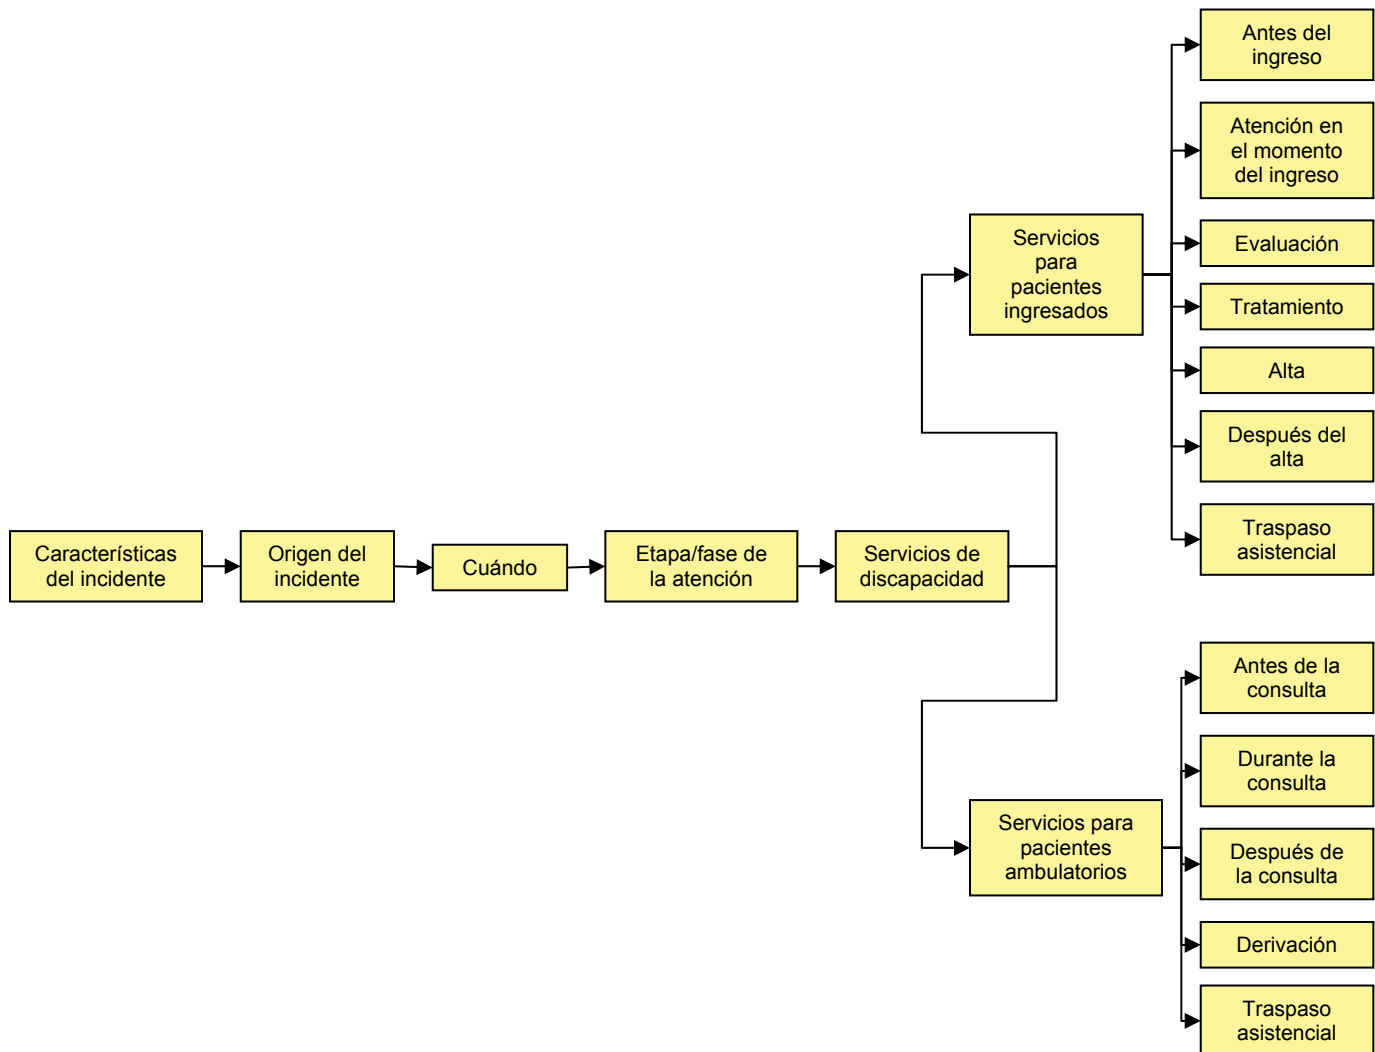 Características
del incidente
Origen del
incidente
Cuándo
Etapa/fase de
la atención
Servicios de
discapacidad
Servicios
para
pacientes
ingresados
Antes del
ingreso
Atención en
el momento
del ingreso
Evaluación
Tratamiento
Alta
Después del
alta
Traspaso
asistencial
Servicios para
pacientes
ambulatorios
Antes de la
consulta
Durante la
consulta
Después de
la consulta
Derivación
Traspaso
asistencial